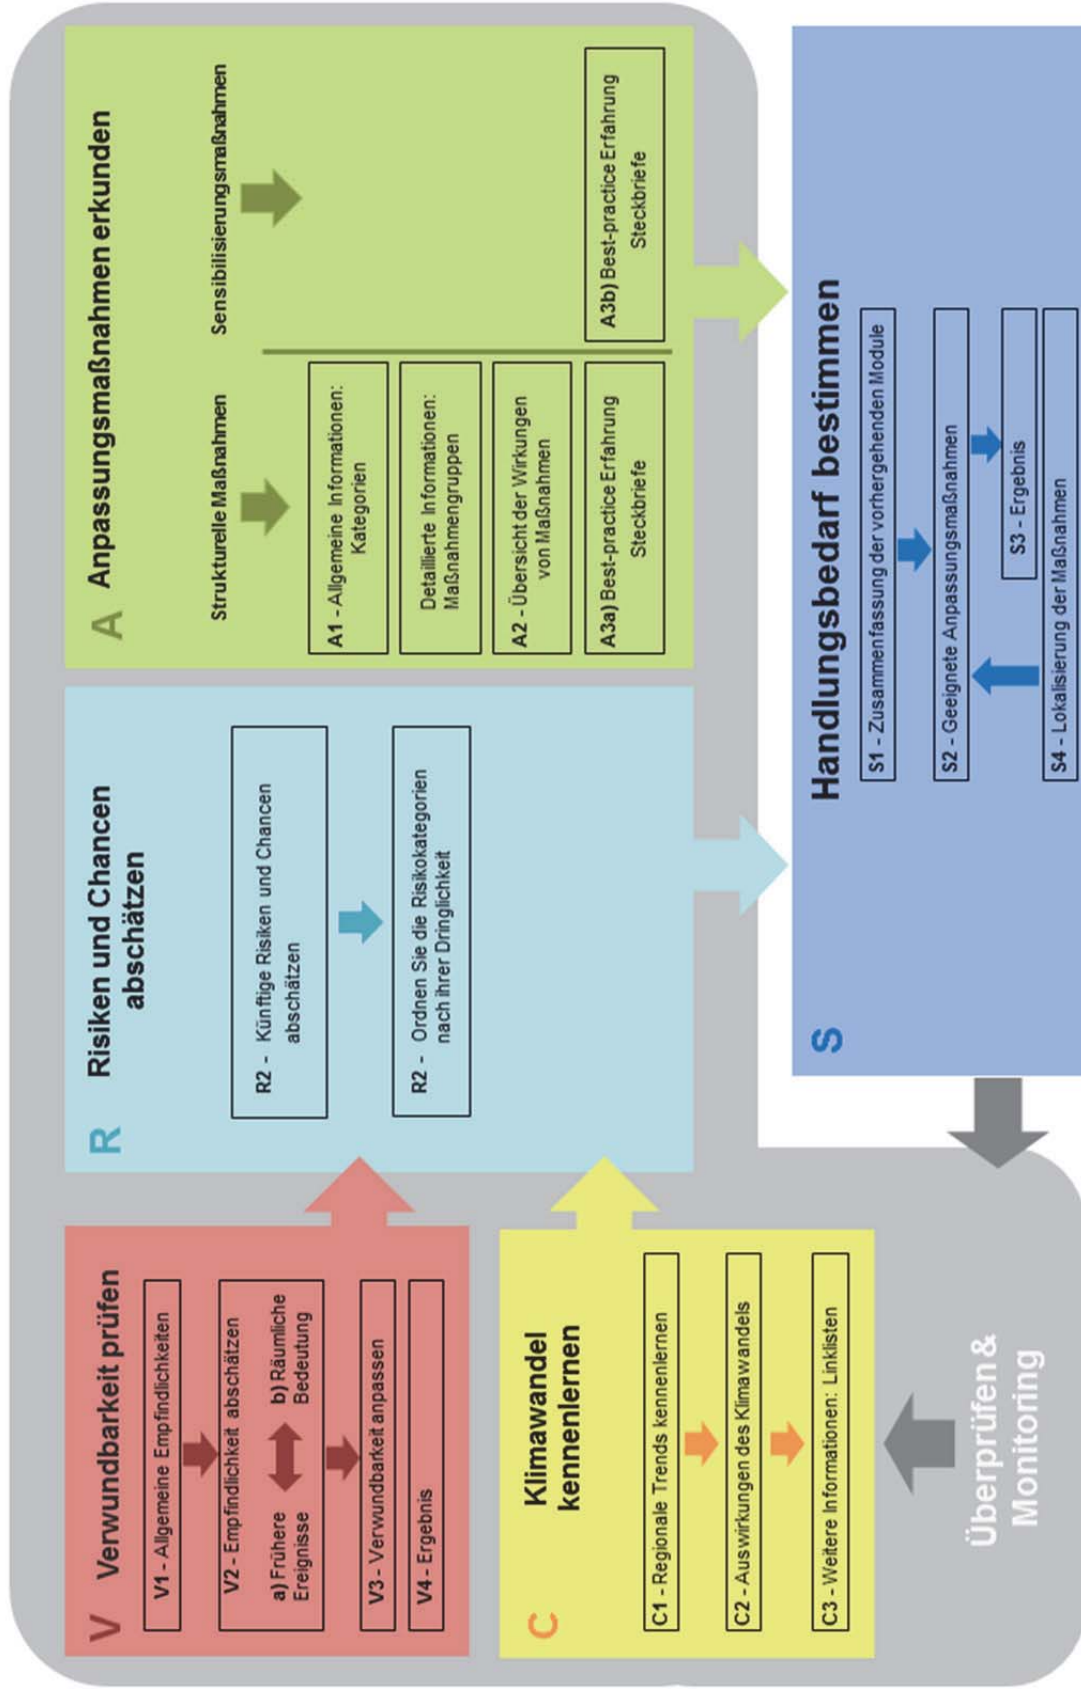 V Verwundbarkeit prüfen
V1 - Allgemeine Empfindlichkeiten
V2 - Empfindlichkeit abschätzen
a) Frühere
Ereignisse
b) Räumliche
Bedeutung
V3 - Verwundbarkeit anpassen
V4 - Ergebnis
C Klimawandel
kennenlernen
C1 - Regionale Trends kennenlernen
C2 - Auswirkungen des Klimawandels
C3 - Weitere Informationen: Linklisten
R Risiken und Chancen
abschätzen
R2 - Künftige Risiken und Chancen
abschätzen
R2 - Ordnen Sie die Risikokategorien
nach ihrer Dringlichkeit
A Anpassungsmaßnahmen erkunden
Strukturelle Maßnahmen
A1 - Allgemeine Informationen:
Kategorien
Detaillierte Informationen:
Maßnahmengruppen
A2 - Übersicht der Wirkungen
von Maßnahmen
A3a) Best-practice Erfahrung
Steckbriefe
Sensibilisierungsmaßnahmen
A3b) Best-practice Erfahrung
Steckbriefe
S Handlungsbedarf bestimmen
S1 - Zusammenfassung der vorhergehenden Module
S2 - Geeignete Anpassungsmaßnahmen
S3 - Ergebnis
S4 - Lokalisierung der Maßnahmen
Überprüfen &
Monitoring